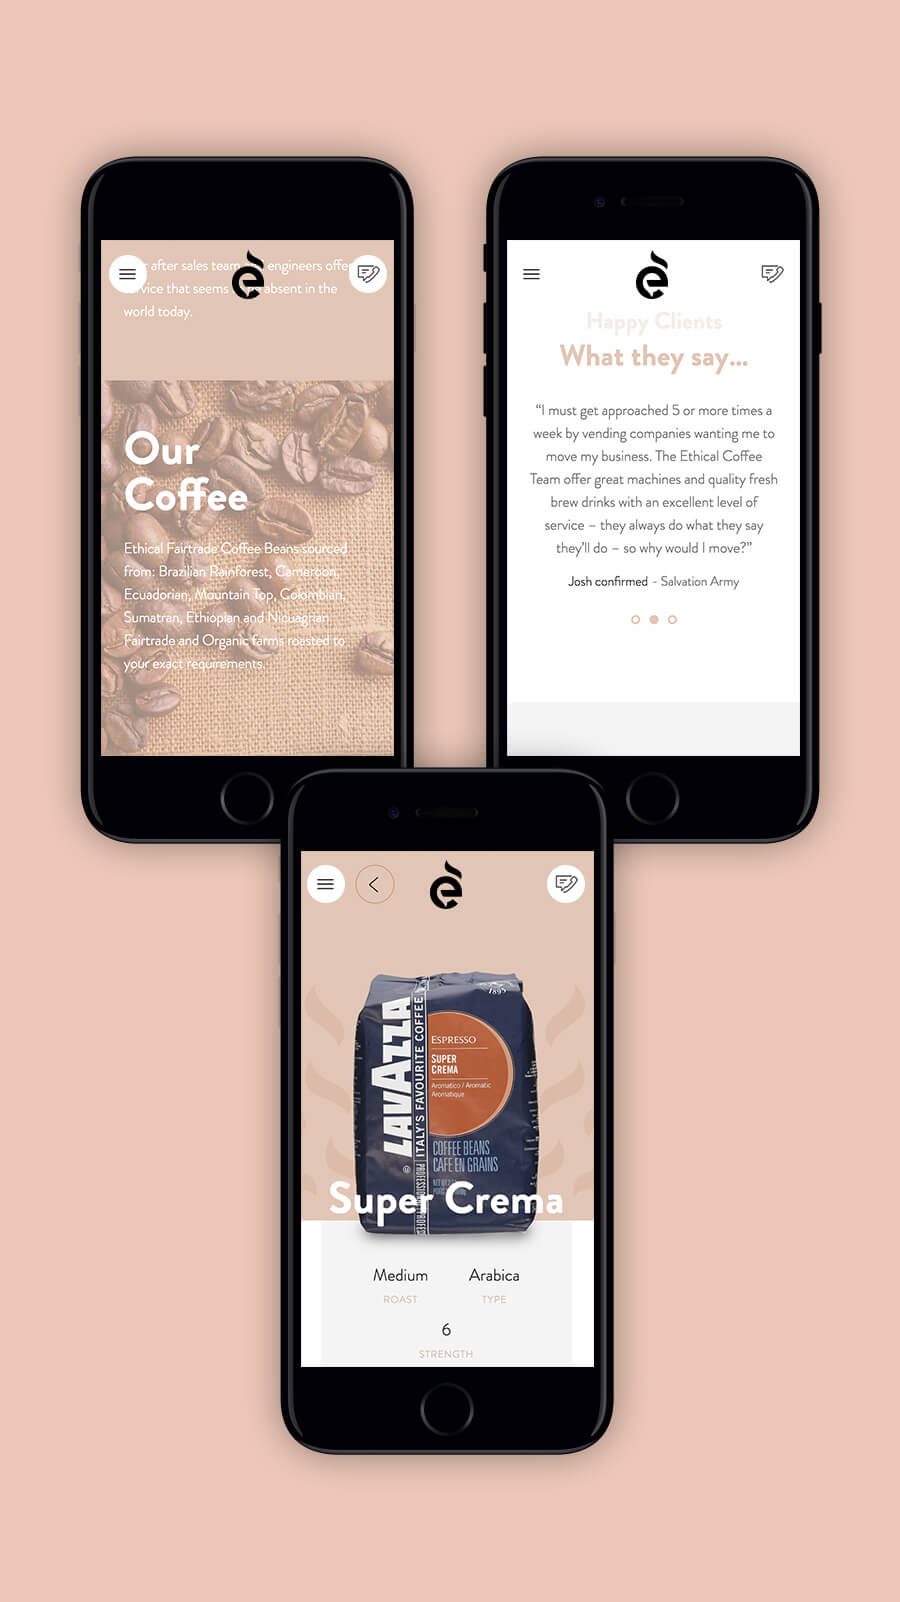 after sales team
engineers offe
vice that seems
absent in the
world today.
Our
Coffee
Ethical Fairtrade Coffee Beans sourced
from: Brazilian Rainforest, Cameroon,
Ecuadorian, Mountain Top, Colombian,
Sumatran, Ethiopian and Nicuagrian
Fairtrade and Organic farms roasted to
your exact requirements.
Happy Clients
What they say...
“I must get approached 5 or more times a
week by vending companies wanting me to
move my business. The Ethical Coffee
Team offer great machines and quality fresh
brew drinks with an excellent level of
service – they always do what they say
they’ll do – so why would I move?”
Josh confirmed - Salvation Army
1895
LAVAZZA
ITALY'S FAVOURITE COFFEE
ESPRESSO
SUPER
CREMA
Aromatico / Aromatic
Aromatique
COFFEE BEANS
CAFÉ EN GRAINS
Super Crema
Medium
Arabica
ROAST
TYPE
6
STRENGTH